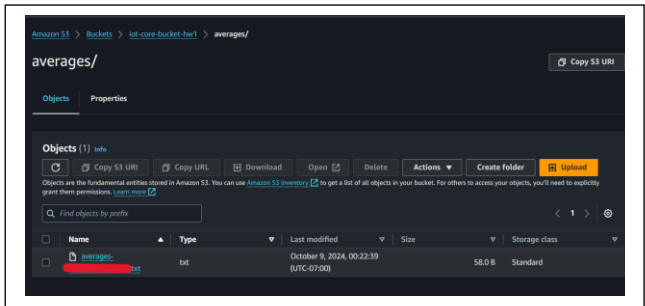 Amazon S3 > Buckets > iot-core-bucket-hw1 > averages/
averages/
Copy S3 URI
Objects Properties
Objects (1) Info
Copy S3 URI Copy URL Download Open Delete Actions Create folder Upload
Objects are the fundamental entities stored in Amazon S3. You can use Amazon S3 inventory to get a list of all objects in your bucket. For others to access your objects, you'll need to explicitly
grant them permissions. Learn more
Find objects by prefix
1
Name Type Last modified Size Storage class
averages- txt October 9, 2024, 00:22:39 58.0 B Standard
.txt (UTC-07:00)